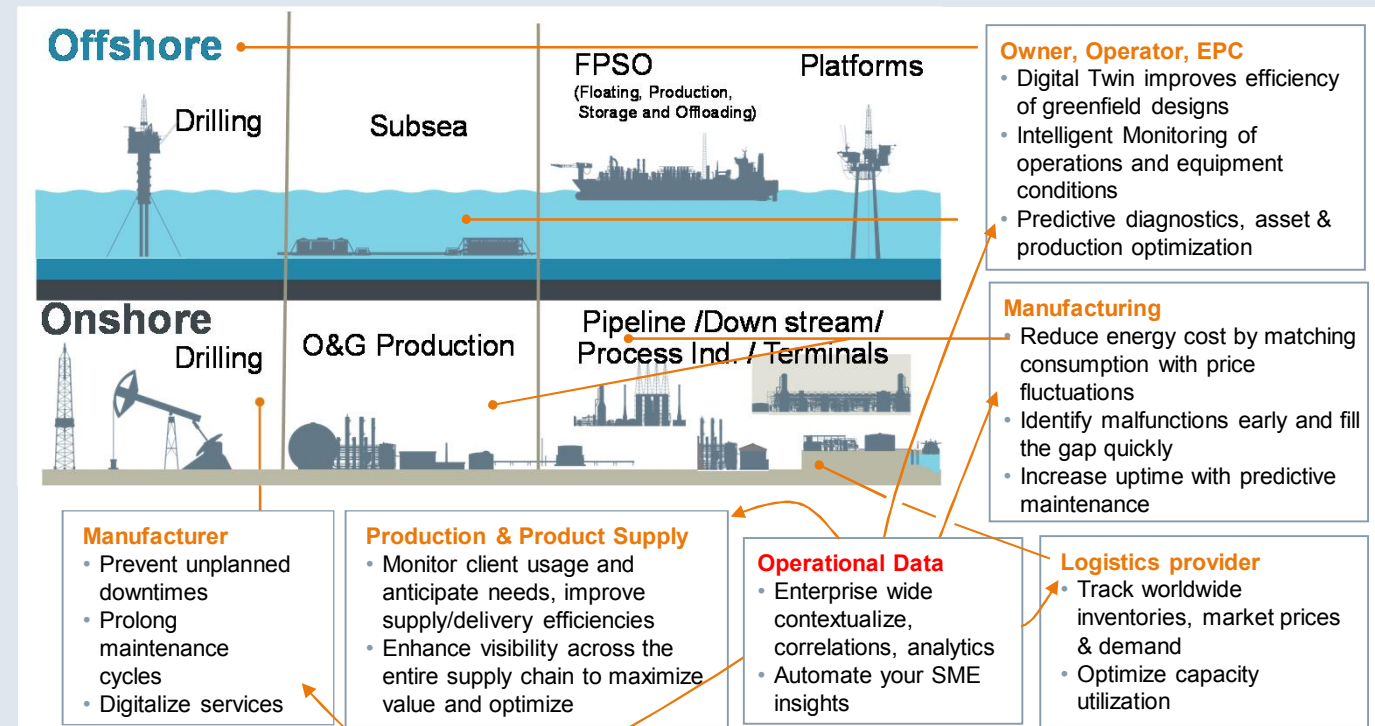 Offshore
Drilling
Subsea
FPSO
(Floating, Production,
Storage and Offloading)
Platforms
Owner, Operator, EPC
• Digital Twin improves efficiency
of greenfield designs
• Intelligent Monitoring of
operations and equipment
conditions
• Predictive diagnostics, asset &
production optimization
Onshore
Drilling
O&G Production
Pipeline /Down stream/
Process Ind. / Terminals
Manufacturing
• Reduce energy cost by matching
consumption with price
fluctuations
• Identify malfunctions early and fill
the gap quickly
• Increase uptime with predictive
maintenance
Manufacturer
• Prevent unplanned
downtimes
• Prolong
maintenance
cycles
• Digitalize services
Production & Product Supply
• Monitor client usage and
anticipate needs, improve
supply/delivery efficiencies
• Enhance visibility across the
entire supply chain to maximize
value and optimize
Operational Data
• Enterprise wide
contextualize,
correlations, analytics
• Automate your SME
insights
Logistics provider
• Track worldwide
inventories, market prices
& demand
• Optimize capacity
utilization